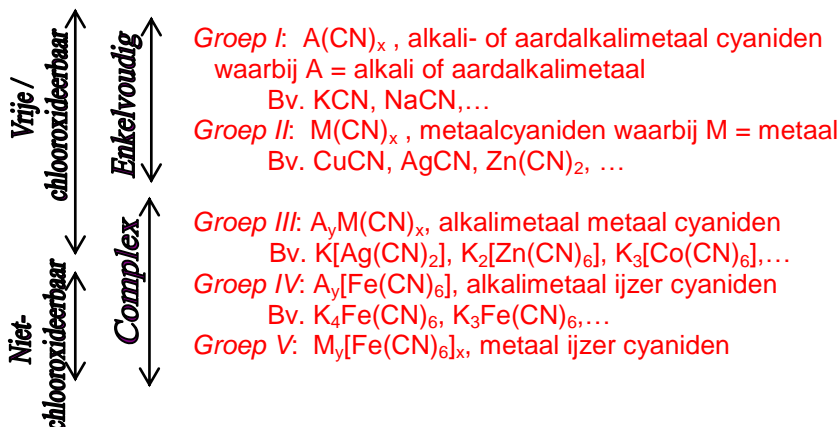 Vrije /
chlooroxideerbaar
Niet-
chlooroxideerbaar
Enkelvoudig
Complex
Groep I: A(CN)ₓ , alkali- of aardalkalimetaal cyaniden
waarbij A = alkali of aardalkalimetaal
Bv. KCN, NaCN,…
Groep II: M(CN)ₓ , metaalcyaniden waarbij M = metaal
Bv. CuCN, AgCN, Zn(CN)₂, …
Groep III: AᵧM(CN)ₓ, alkalimetaal metaal cyaniden
Bv. K[Ag(CN)₂], K₂[Zn(CN)₆], K₃[Co(CN)₆],…
Groep IV: Aᵧ[Fe(CN)₆], alkalimetaal ijzer cyaniden
Bv. K₄Fe(CN)₆, K₃Fe(CN)₆,…
Groep V: Mᵧ[Fe(CN)₆]ₓ, metaal ijzer cyaniden